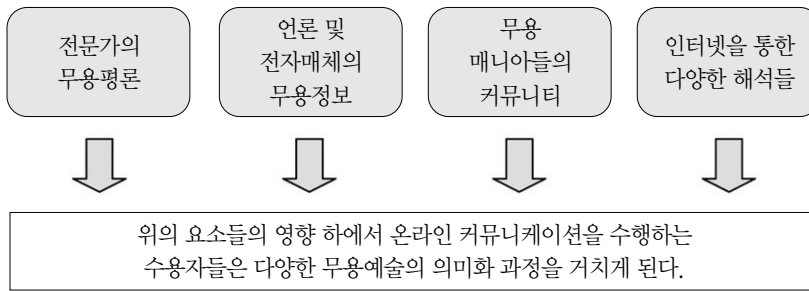 전문가의
무용평론
언론 및
전자매체의
무용정보
무용
매니아들의
커뮤니티
인터넷을 통한
다양한 해석들
위의 요소들의 영향 하에서 온라인 커뮤니케이션을 수행하는
수용자들은 다양한 무용예술의 의미화 과정을 거치게 된다.